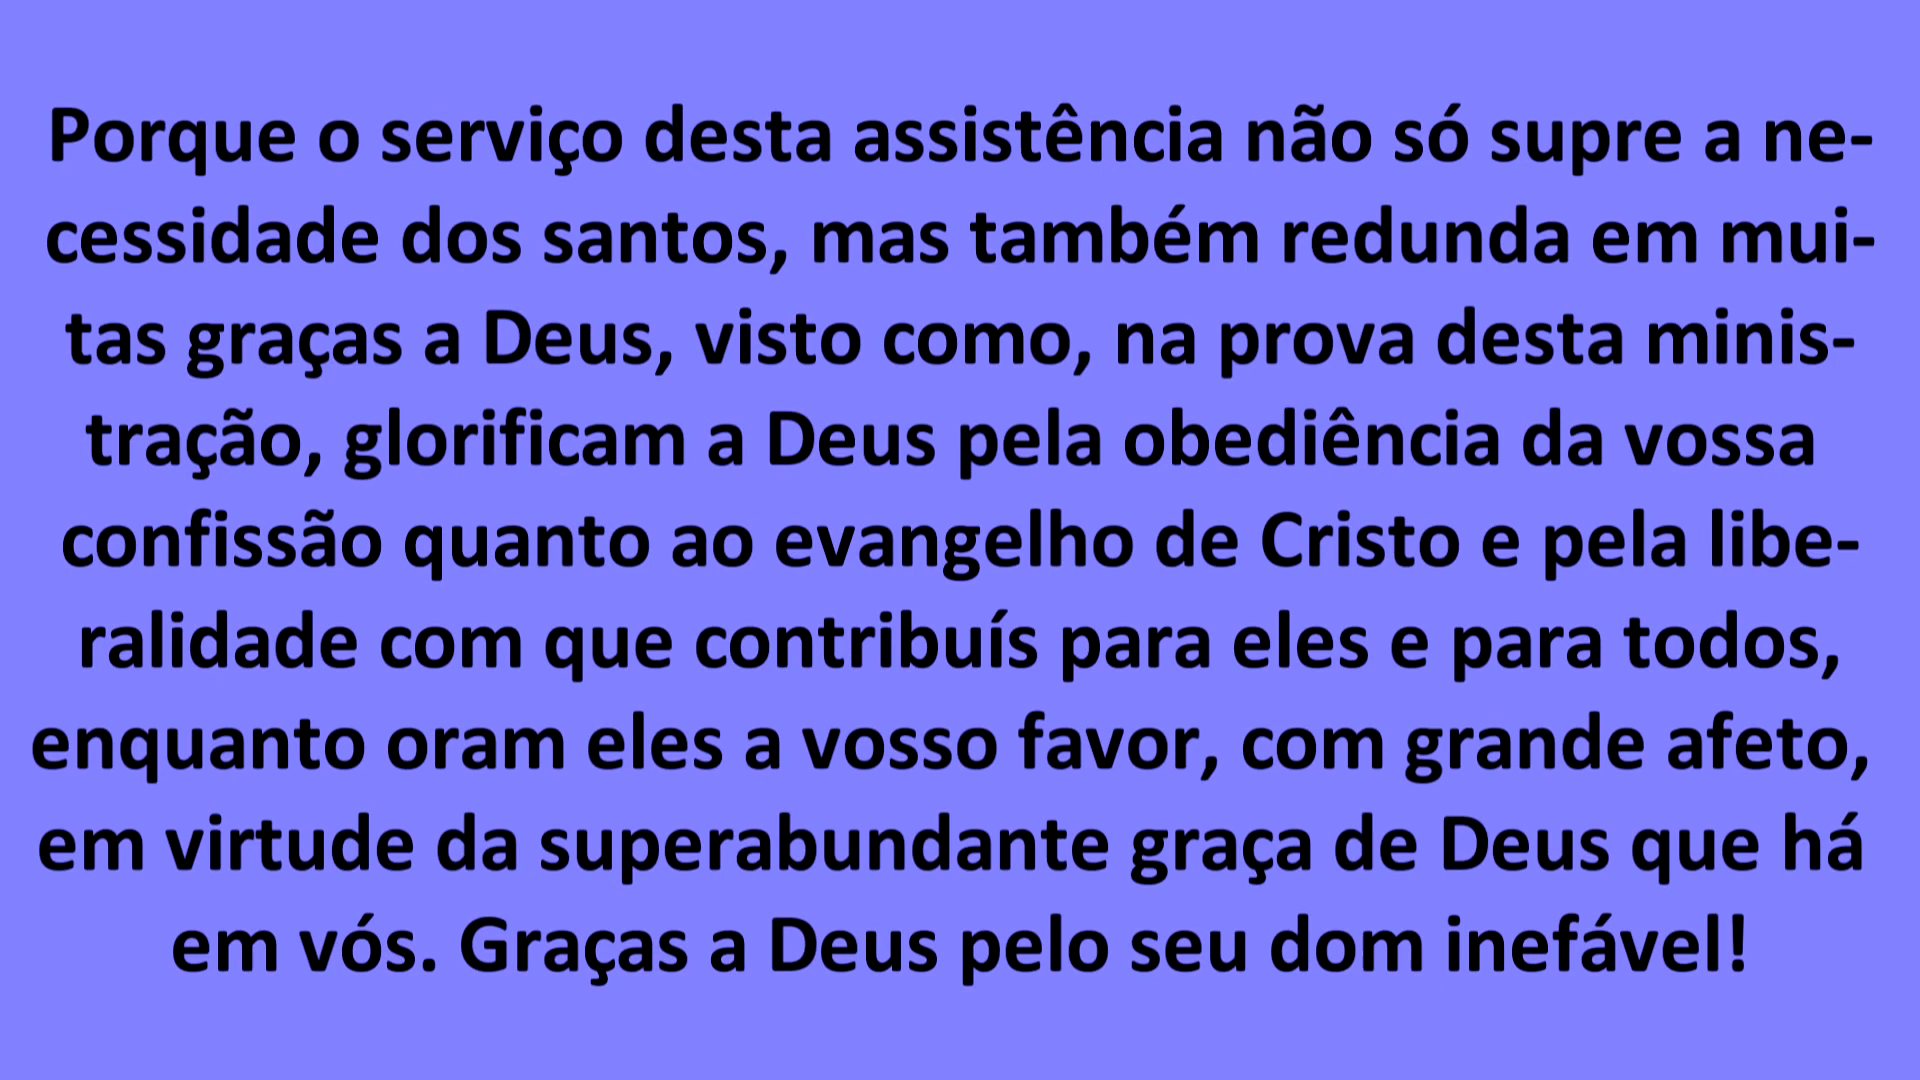 Porque o serviço desta assistência não só supre a ne-
cessidade dos santos, mas também redunda em mui-
tas graças a Deus, visto como, na prova desta minis-
tração, glorificam a Deus pela obediência da vossa
confissão quanto ao evangelho de Cristo e pela libe-
ralidade com que contribuís para eles e para todos,
enquanto oram eles a vosso favor, com grande afeto,
em virtude da superabundante graça de Deus que há
em vós. Graças a Deus pelo seu dom inefável!